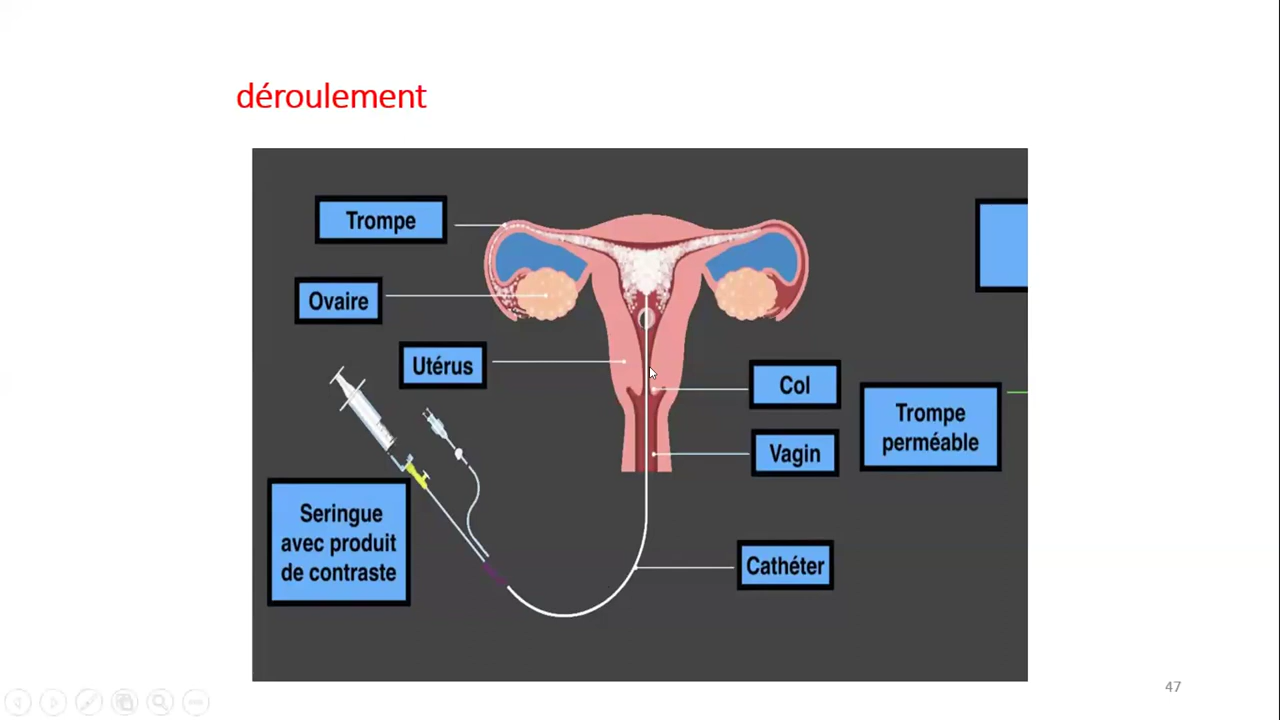 déroulement
Trompe
Ovaire
Utérus
Col
Trompe
perméable
Vagin
Seringue
avec produit
de contraste
Cathéter
47